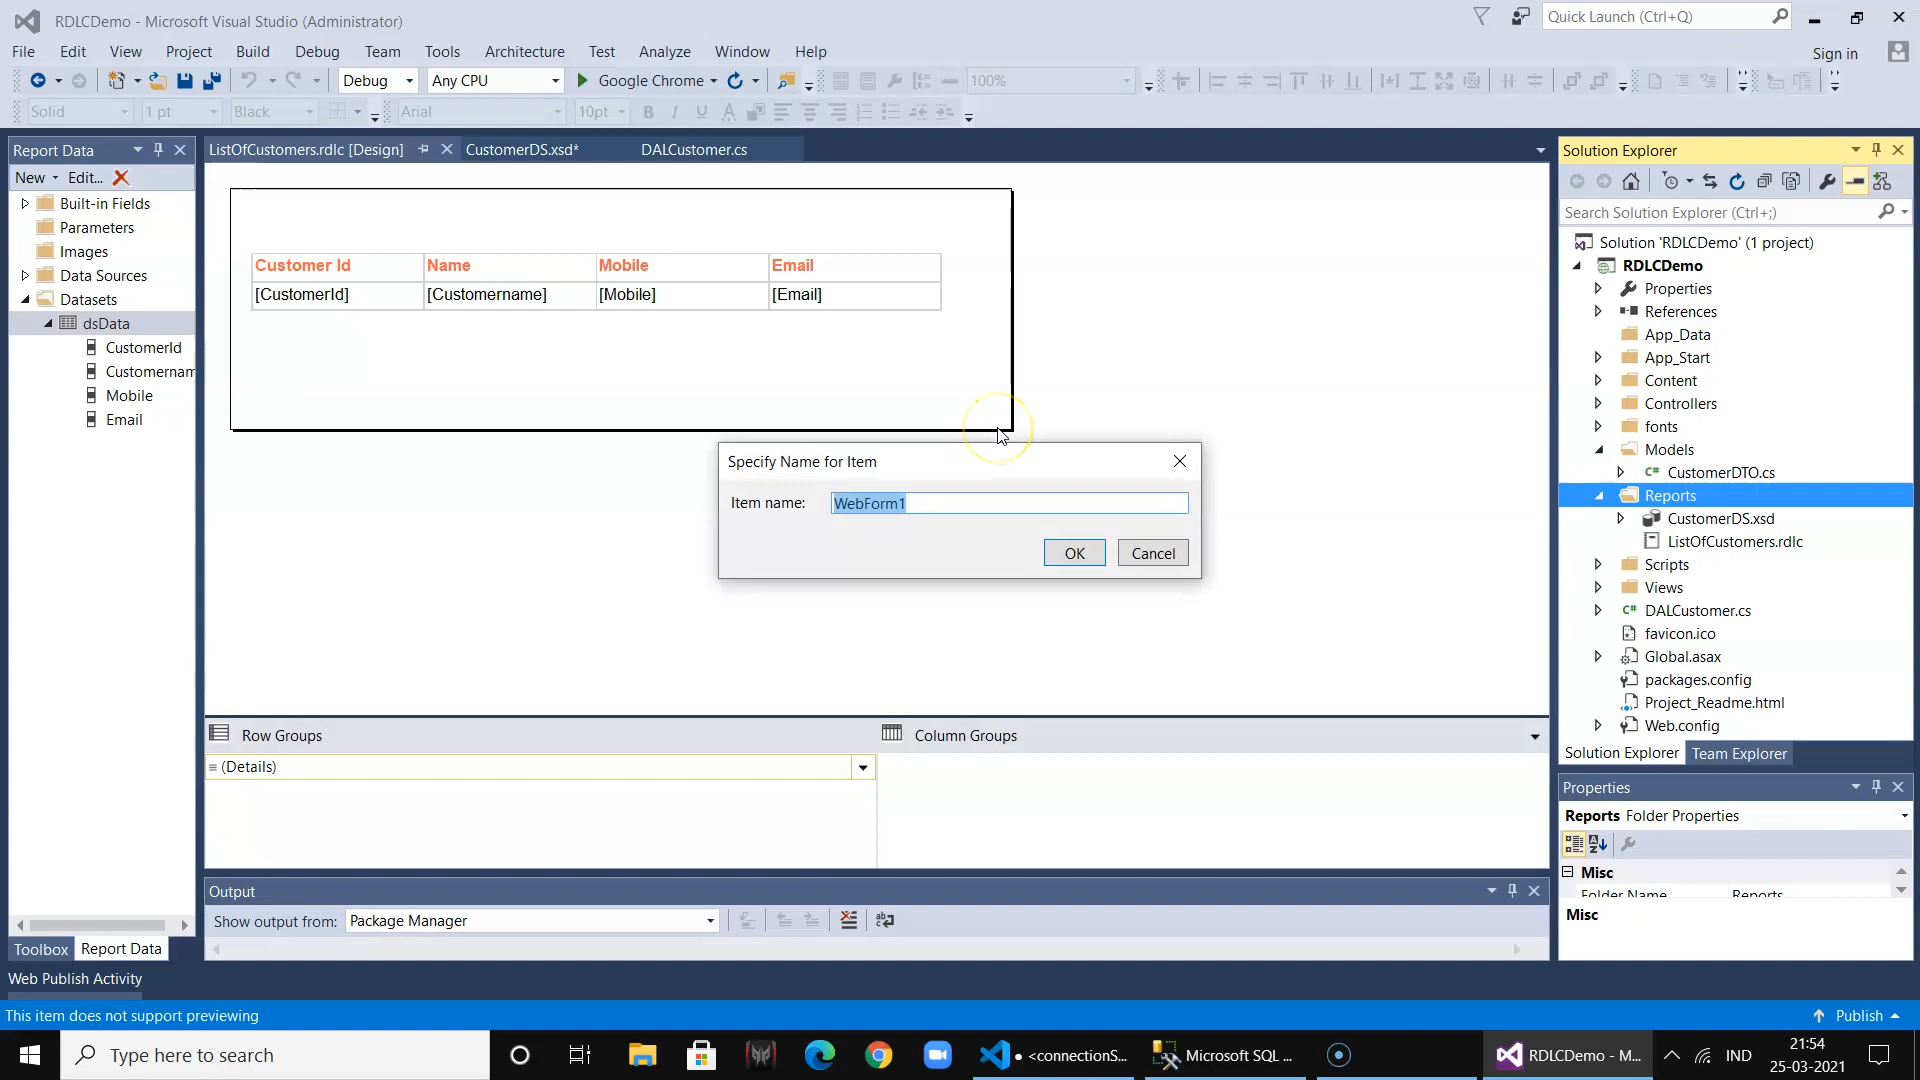 RDLCDemo - Microsoft Visual Studio (Administrator)
Quick Launch (Ctrl+Q)
File Edit View Project Build Debug Team Tools Architecture Test Analyze Window Help
Sign in
Debug Any CPU Google Chrome 100%
Solid 1 pt Black Arial 10pt B I U A
Report Data
ListOfCustomers.rdlc [Design] CustomerDS.xsd* DALCustomer.cs
Solution Explorer
New Edit...
Search Solution Explorer (Ctrl+;)
Built-in Fields
Parameters
Images
Data Sources
Datasets
dsData
CustomerId
Customernam
Mobile
Email
Customer Id Name Mobile Email
[CustomerId] [Customername] [Mobile] [Email]
Specify Name for Item
Item name: WebForm1
OK Cancel
Solution 'RDLCDemo' (1 project)
RDLCDemo
Properties
References
App_Data
App_Start
Content
Controllers
fonts
Models
C# CustomerDTO.cs
Reports
CustomerDS.xsd
ListOfCustomers.rdlc
Scripts
Views
C# DALCustomer.cs
favicon.ico
Global.asax
packages.config
Project_Readme.html
Web.config
Solution Explorer Team Explorer
Row Groups Column Groups
(Details)
Properties
Reports Folder Properties
Misc
Folder Name Reports
Misc
Output
Show output from: Package Manager
Toolbox Report Data
Web Publish Activity
This item does not support previewing
Publish
Type here to search
<connectionS...
Microsoft SQL ...
RDLCDemo - M...
IND
21:54
25-03-2021